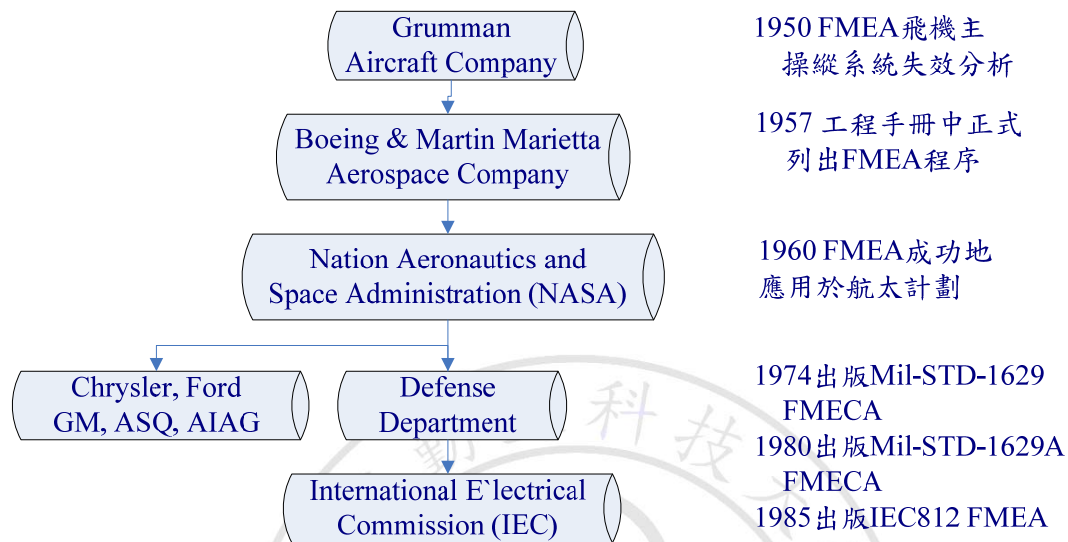 Grumman
Aircraft Company
1950 FMEA飛機主
操縱系統失效分析
Boeing & Martin Marietta
Aerospace Company
1957 工程手冊中正式
列出FMEA程序
Nation Aeronautics and
Space Administration (NASA)
1960 FMEA成功地
應用於航太計劃
Chrysler, Ford
GM, ASQ, AIAG
Defense
Department
1974出版Mil-STD-1629
FMECA
1980出版Mil-STD-1629A
FMECA
International E`lectrical
Commission (IEC)
1985出版IEC812 FMEA
科技